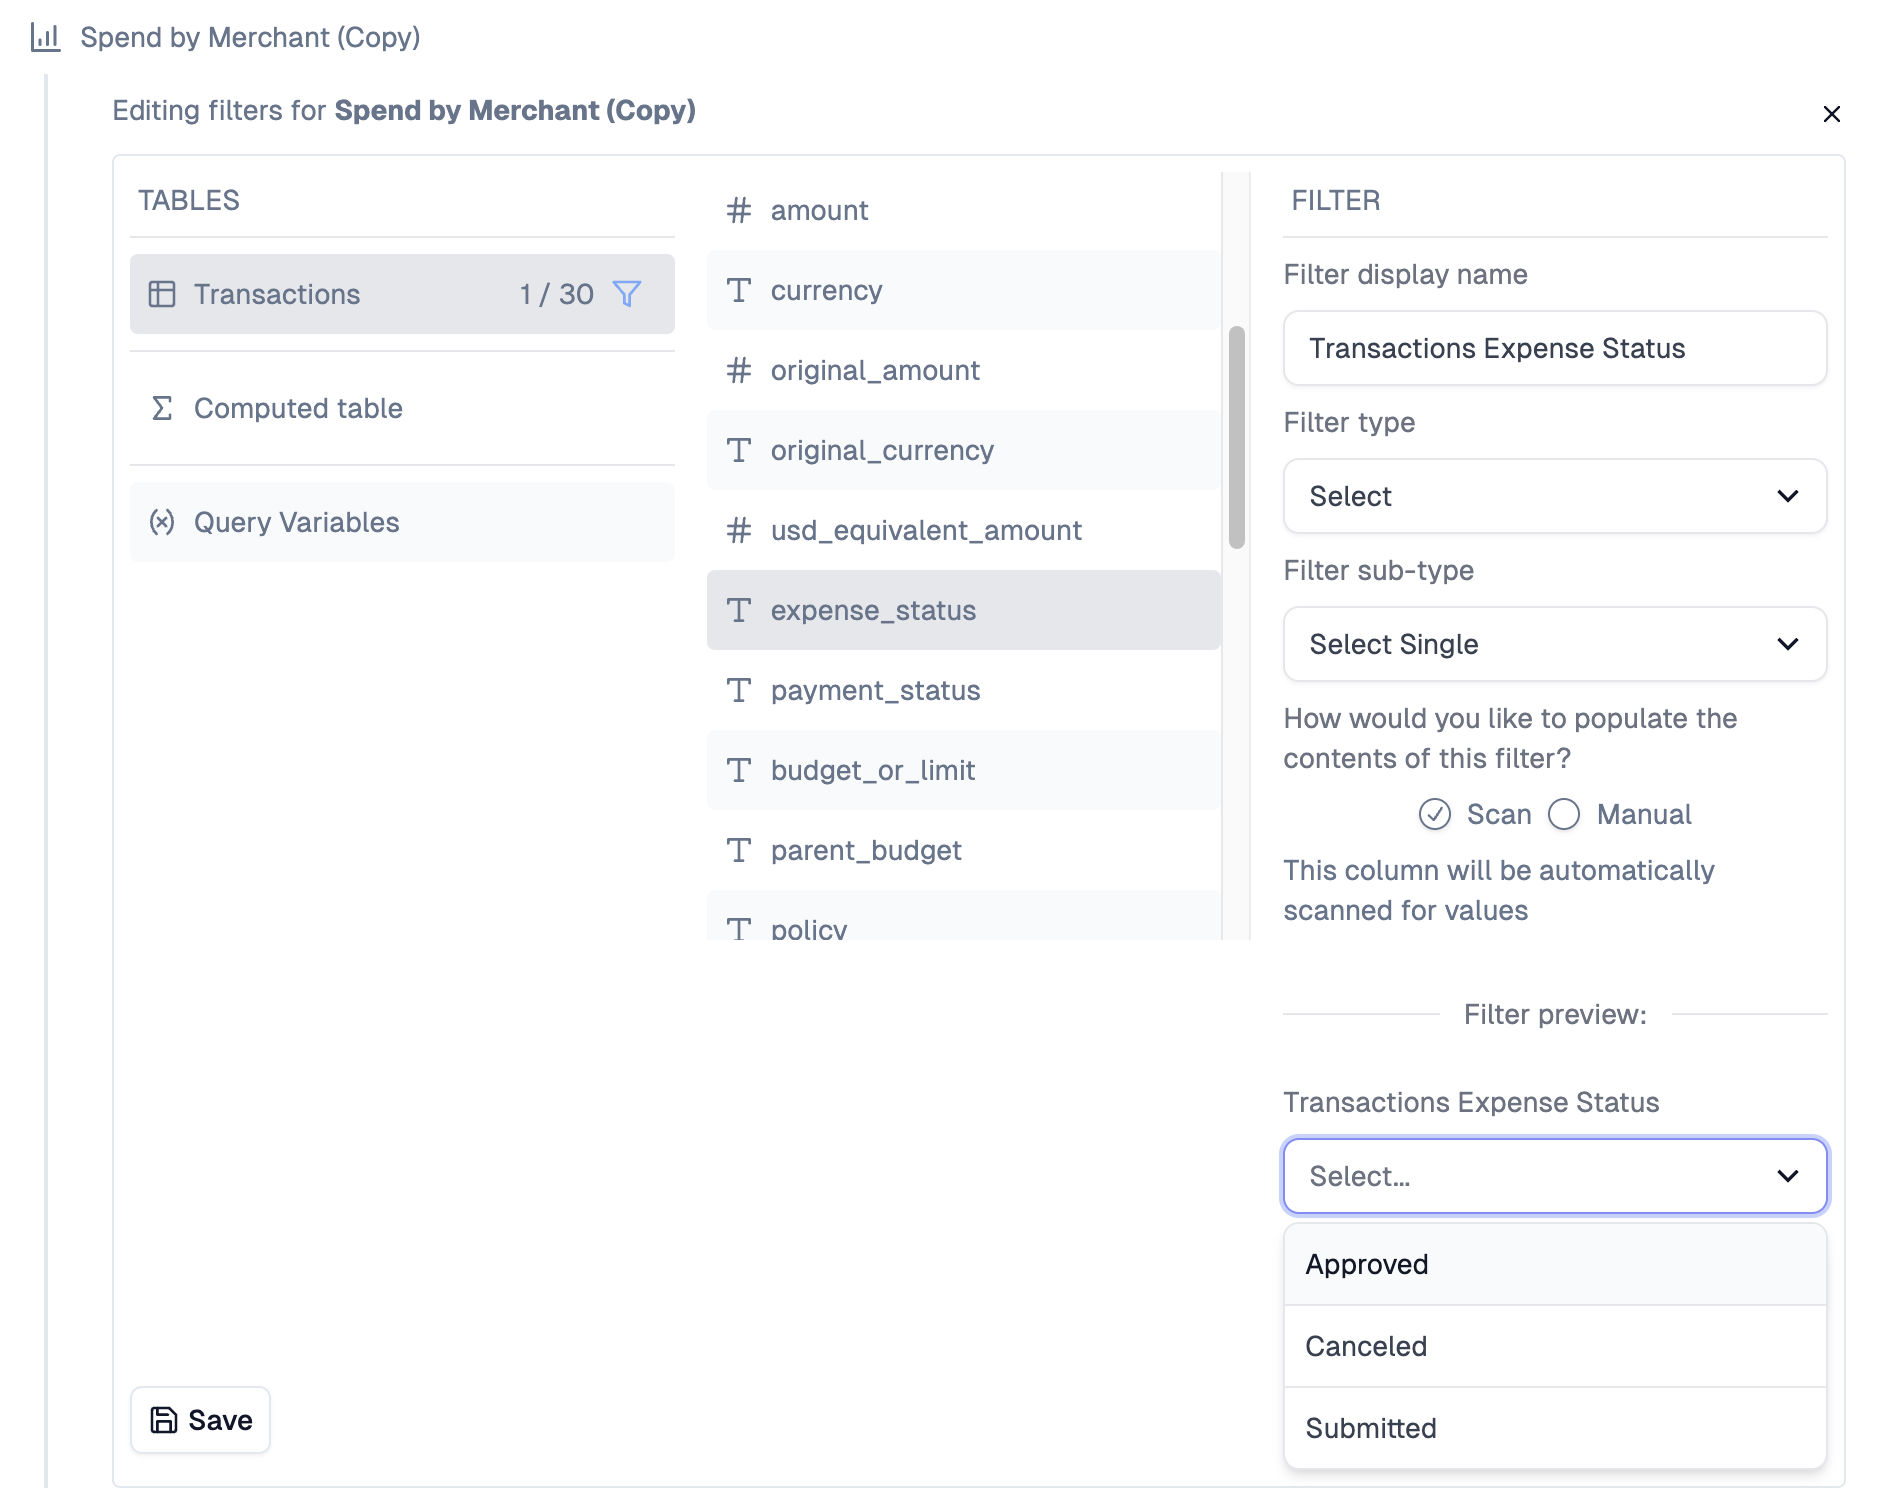 Spend by Merchant (Copy)
Editing filters for Spend by Merchant (Copy)
TABLES
Transactions 1 / 30
Computed table
Query Variables
amount
currency
original_amount
original_currency
usd_equivalent_amount
expense_status
payment_status
budget_or_limit
parent_budget
policy
FILTER
Filter display name
Transactions Expense Status
Filter type
Select
Filter sub-type
Select Single
How would you like to populate the
contents of this filter?
Scan Manual
This column will be automatically
scanned for values
Filter preview:
Transactions Expense Status
Select...
Approved
Canceled
Submitted
Save